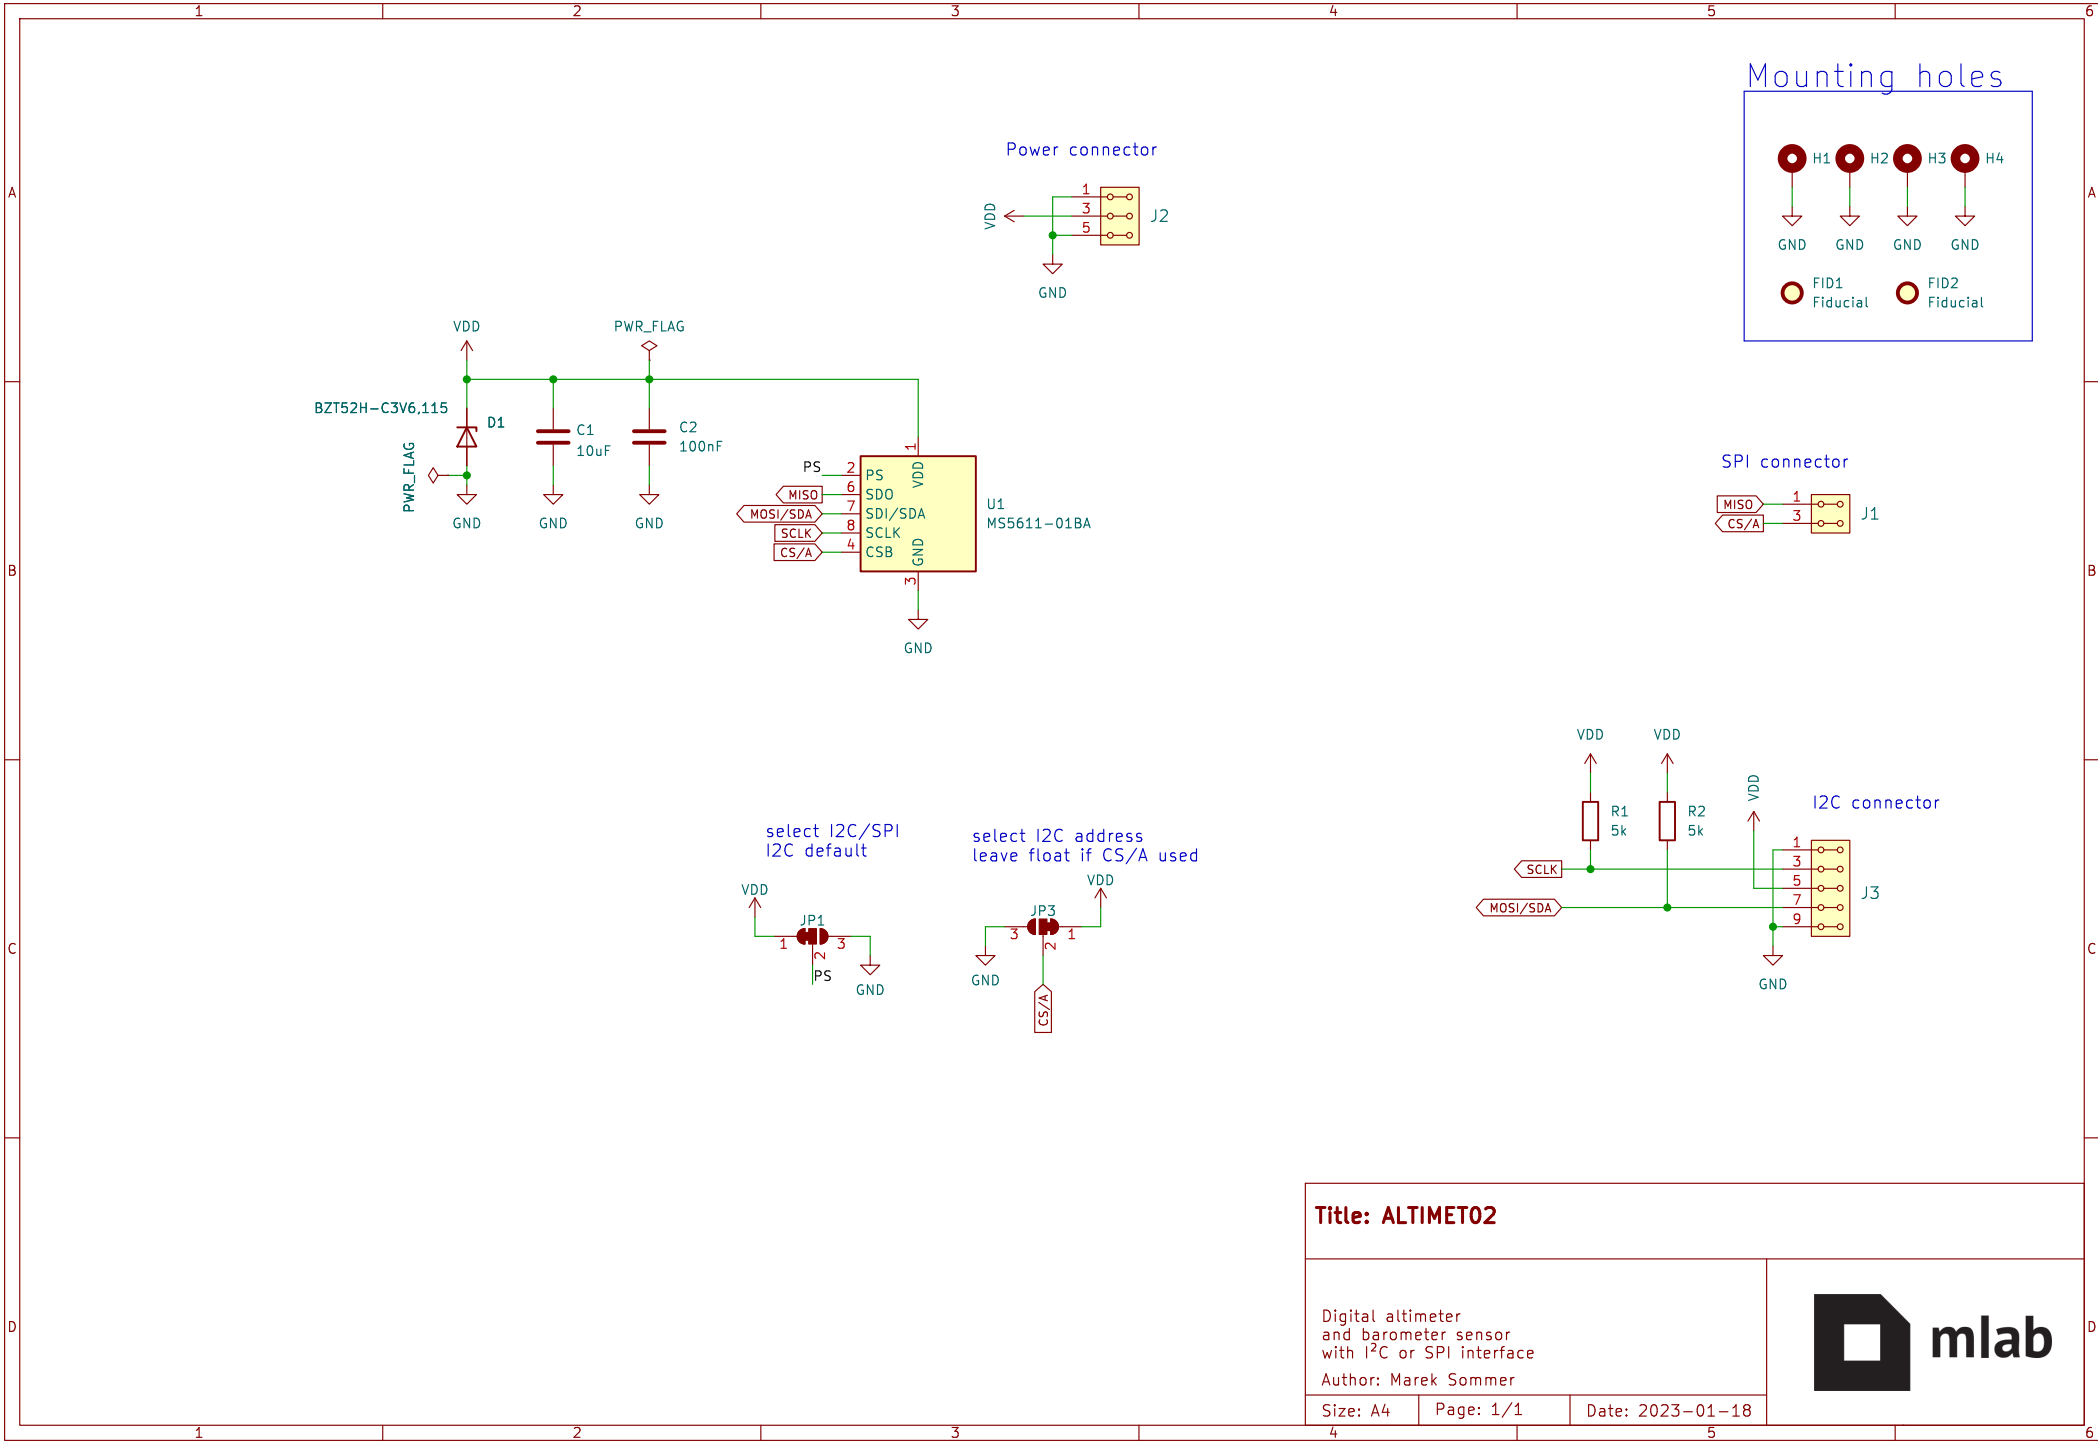 1 2 3 4 5 6
Mounting holes
H1 H2 H3 H4
GND GND GND GND
FID1
Fiducial
FID2
Fiducial
Power connector
VDD
1
3
5
J2
GND
A A
VDD
PWR_FLAG
BZT52H-C3V6,115
D1
C1
10uF
C2
100nF
PWR_FLAG
GND GND GND
PS
MISO
MOSI/SDA
SCLK
CS/A
2
6
7
8
4
1
3
PS
SDO
SDI/SDA
SCLK
CSB
VDD
GND
U1
MS5611-01BA
GND
SPI connector
MISO 1
CS/A 3
J1
B B
VDD VDD
VDD
R1
5k
R2
5k
I2C connector
SCLK
MOSI/SDA
1
3
5
7
9
J3
GND
select I2C/SPI
I2C default
VDD
JP1
1 2 3
PS
GND
select I2C address
leave float if CS/A used
VDD
JP3
3 2 1
GND
CS/A
C C
Title: ALTIMET02
Digital altimeter
and barometer sensor
with I²C or SPI interface
Author: Marek Sommer
Size: A4 Page: 1/1 Date: 2023-01-18
mlab
D D
1 2 3 4 5 6